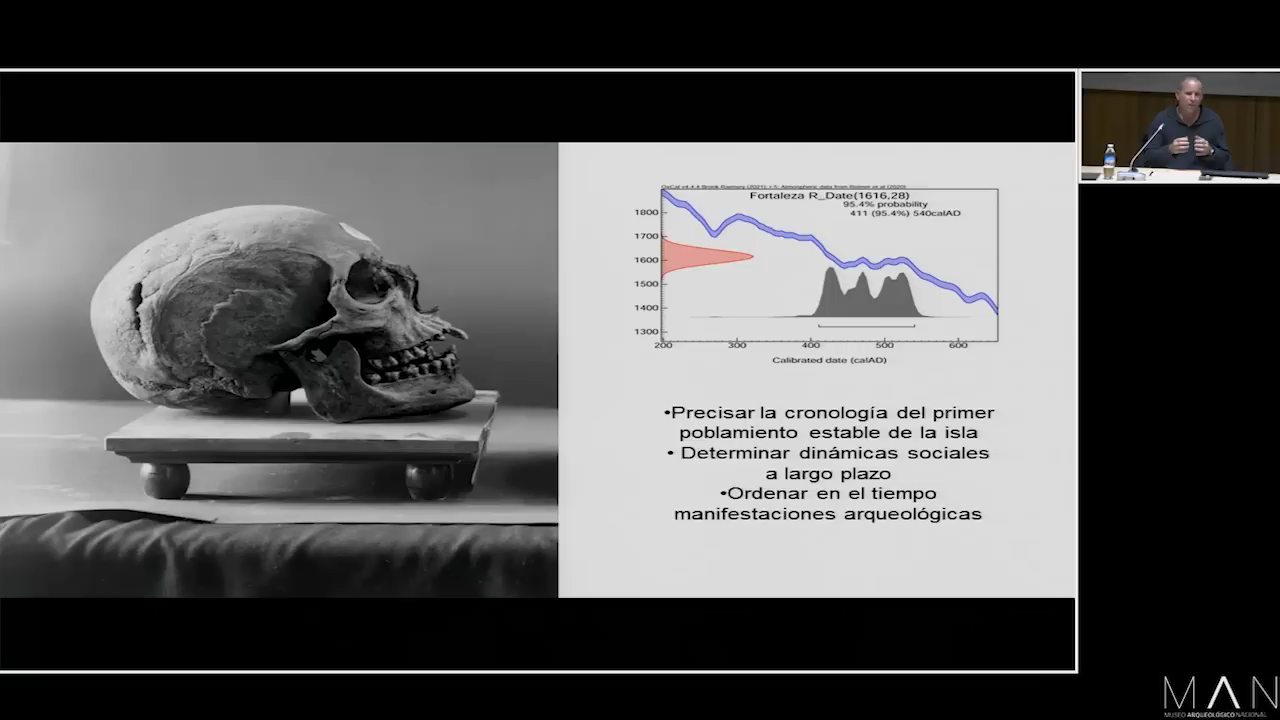 OxCal v4.4.4 Bronk Ramsey (2021); r:5 Atmospheric data from Reimer et al (2020)
Fortaleza R_Date(1616,28)
95.4% probability
411 (95.4%) 540calAD
1800
1700
1600
1500
1400
1300
200
300
400
500
600
Calibrated date (calAD)
•Precisar la cronología del primer
poblamiento estable de la isla
• Determinar dinámicas sociales
a largo plazo
•Ordenar en el tiempo
manifestaciones arqueológicas
MAN
MUSEO ARQUEOLÓGICO NACIONAL